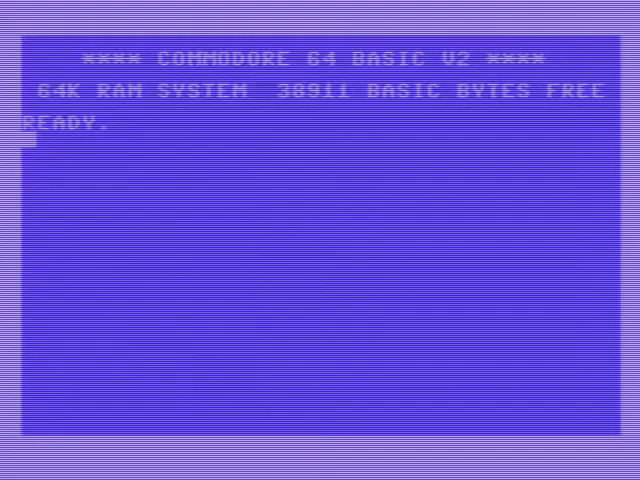 **** COMMODORE 64 BASIC V2 ****
64K RAM SYSTEM  38911 BASIC BYTES FREE
READY.